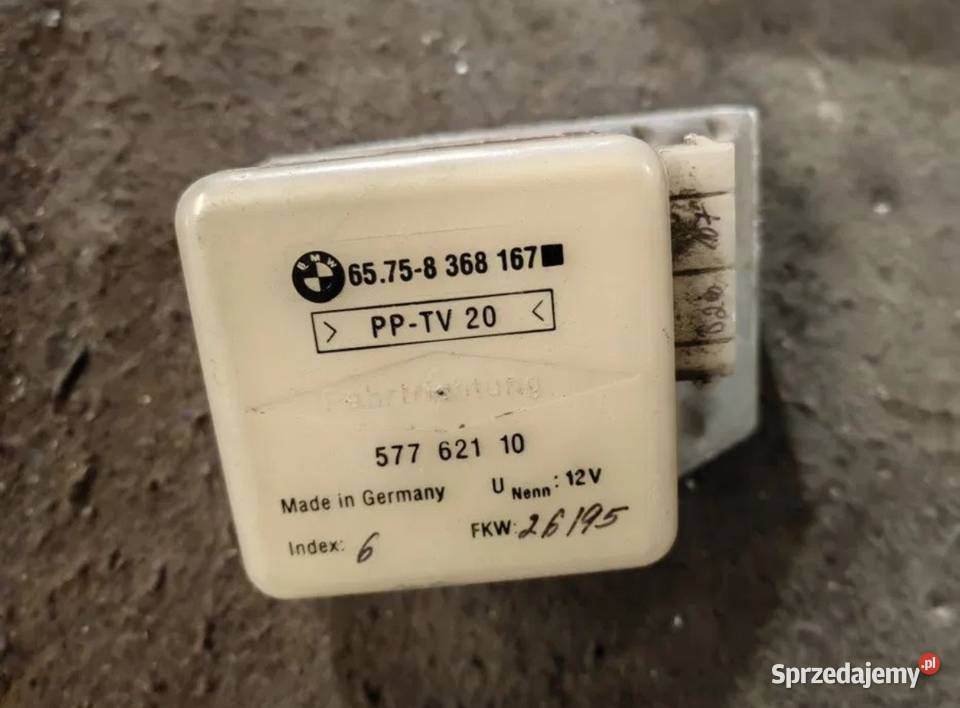 BMW 65.75-8 368 167
> PP-TV 20 <
Fahrtrichtung
577 621 10
Made in Germany U Nenn: 12V
Index: 6 FKW: 26195
Sprzedajemy.pl